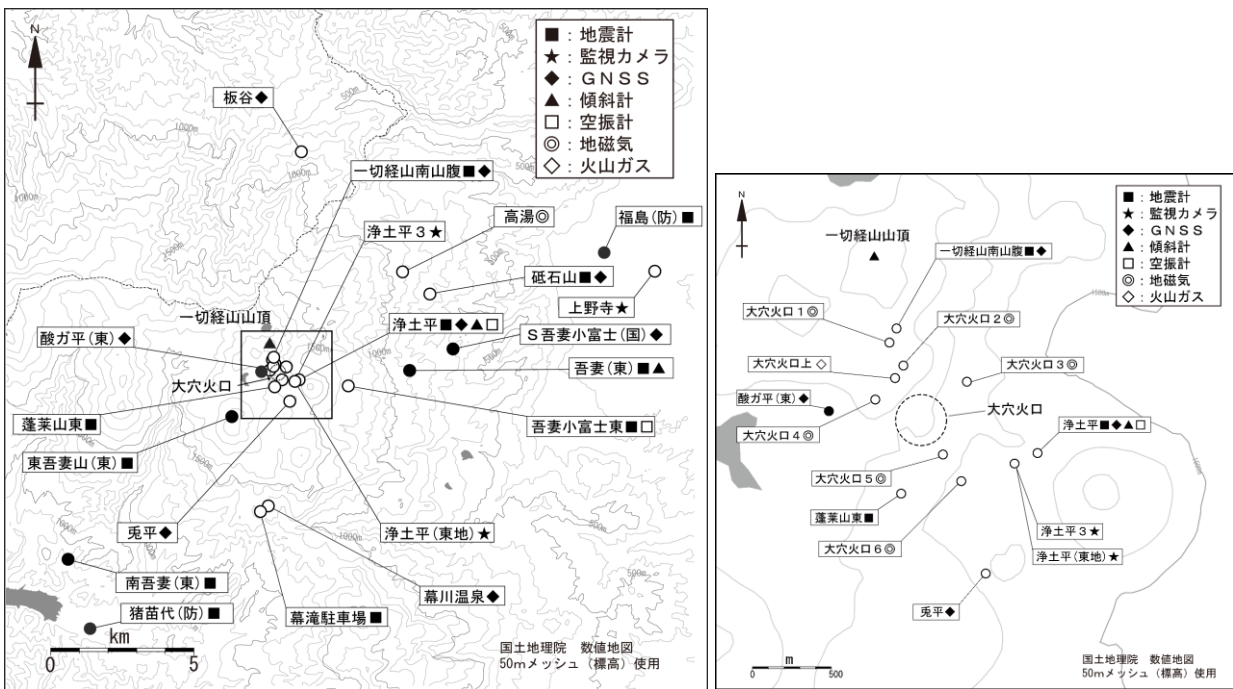 N
■：地震計
★：監視カメラ
◆：ＧＮＳＳ
▲：傾斜計
□：空振計
◎：地磁気
◇：火山ガス
板谷◆
一切経山南山腹■◆
高湯◎
福島(防)■
浄土平３★
砥石山■◆
上野寺★
一切経山山頂
浄土平■◆▲□
Ｓ吾妻小富士(国)◆
酸ガ平(東)◆
吾妻(東)■▲
大穴火口
蓬莱山東■
吾妻小富士東■□
東吾妻山(東)■
兎平◆
浄土平(東地)★
南吾妻(東)■
幕川温泉◆
猪苗代(防)■
幕滝駐車場■
km
0 5
国土地理院 数値地図
50mメッシュ(標高)使用
500m
1000m
1000m
500m
1000m
1000m
1500m
1000m
1000m
500m
500m
N
■：地震計
★：監視カメラ
◆：ＧＮＳＳ
▲：傾斜計
□：空振計
◎：地磁気
◇：火山ガス
一切経山山頂
一切経山南山腹■◆
大穴火口１◎
大穴火口２◎
大穴火口上◇
大穴火口３◎
酸ガ平(東)◆
大穴火口
大穴火口４◎
浄土平■◆▲□
大穴火口５◎
蓬莱山東■
浄土平３★
大穴火口６◎
浄土平(東地)★
兎平◆
m
0 500
国土地理院 数値地図
50mメッシュ(標高)使用
1500m